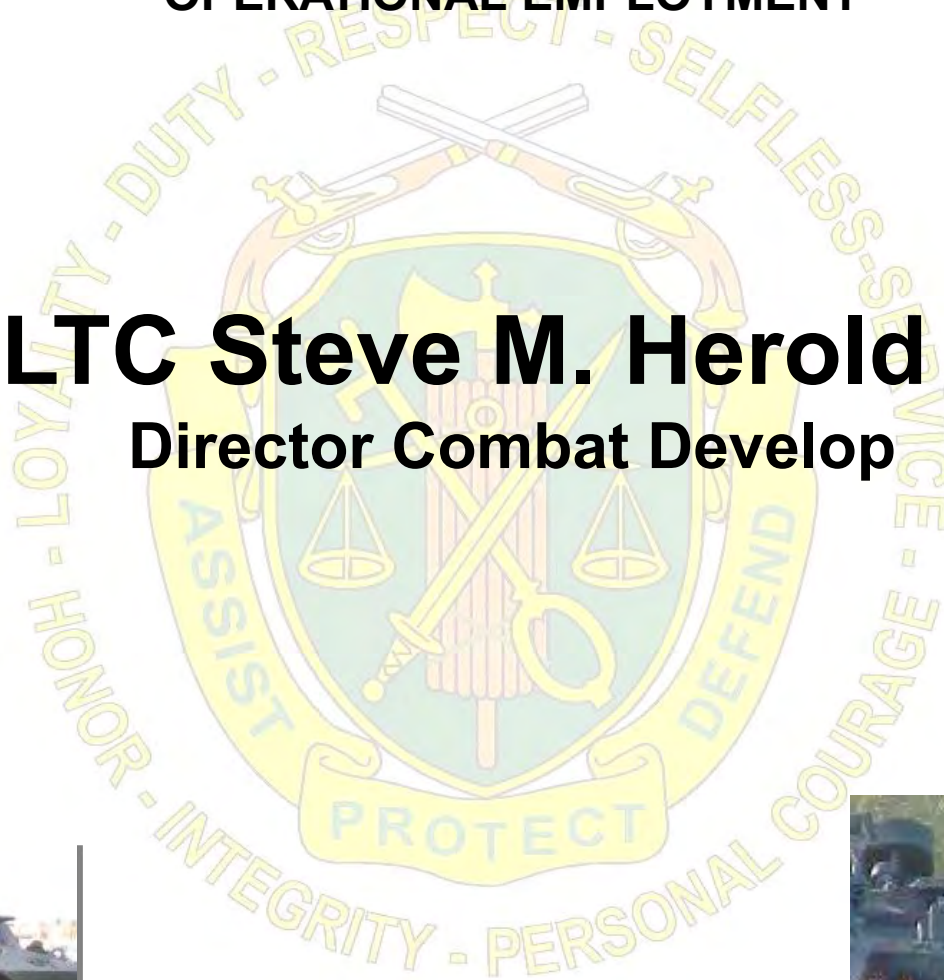 OPERATIONAL EMPLOYMENT
LOYALTY - DUTY - RESPECT - SELFLESS-SERVICE - HONOR - INTEGRITY - PERSONAL COURAGE -
LTC Steve M. Herold
Director Combat Develop
ASSIST
PROTECT
DEFEND